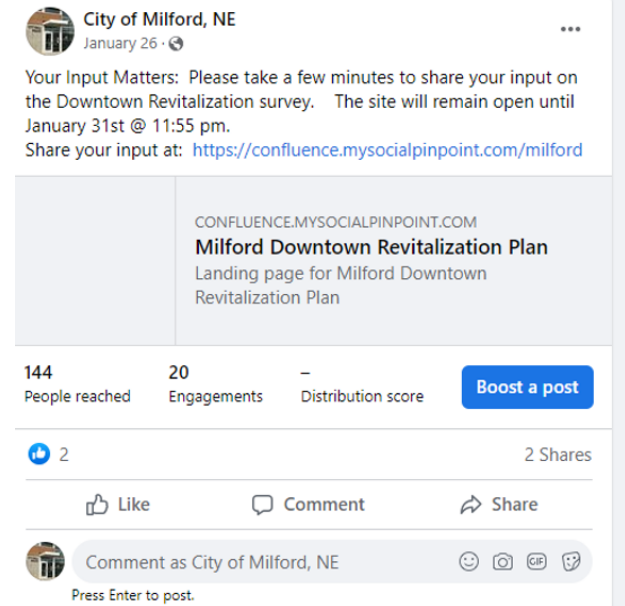 City of Milford, NE
January 26 ·
Your Input Matters:  Please take a few minutes to share your input on
the Downtown Revitalization survey.    The site will remain open until
January 31st @ 11:55 pm.
Share your input at:  https://confluence.mysocialpinpoint.com/milford
CONFLUENCE.MYSOCIALPINPOINT.COM
Milford Downtown Revitalization Plan
Landing page for Milford Downtown
Revitalization Plan
144 20 –
People reached Engagements Distribution score
Boost a post
2 2 Shares
Like Comment Share
Comment as City of Milford, NE GIF
Press Enter to post.